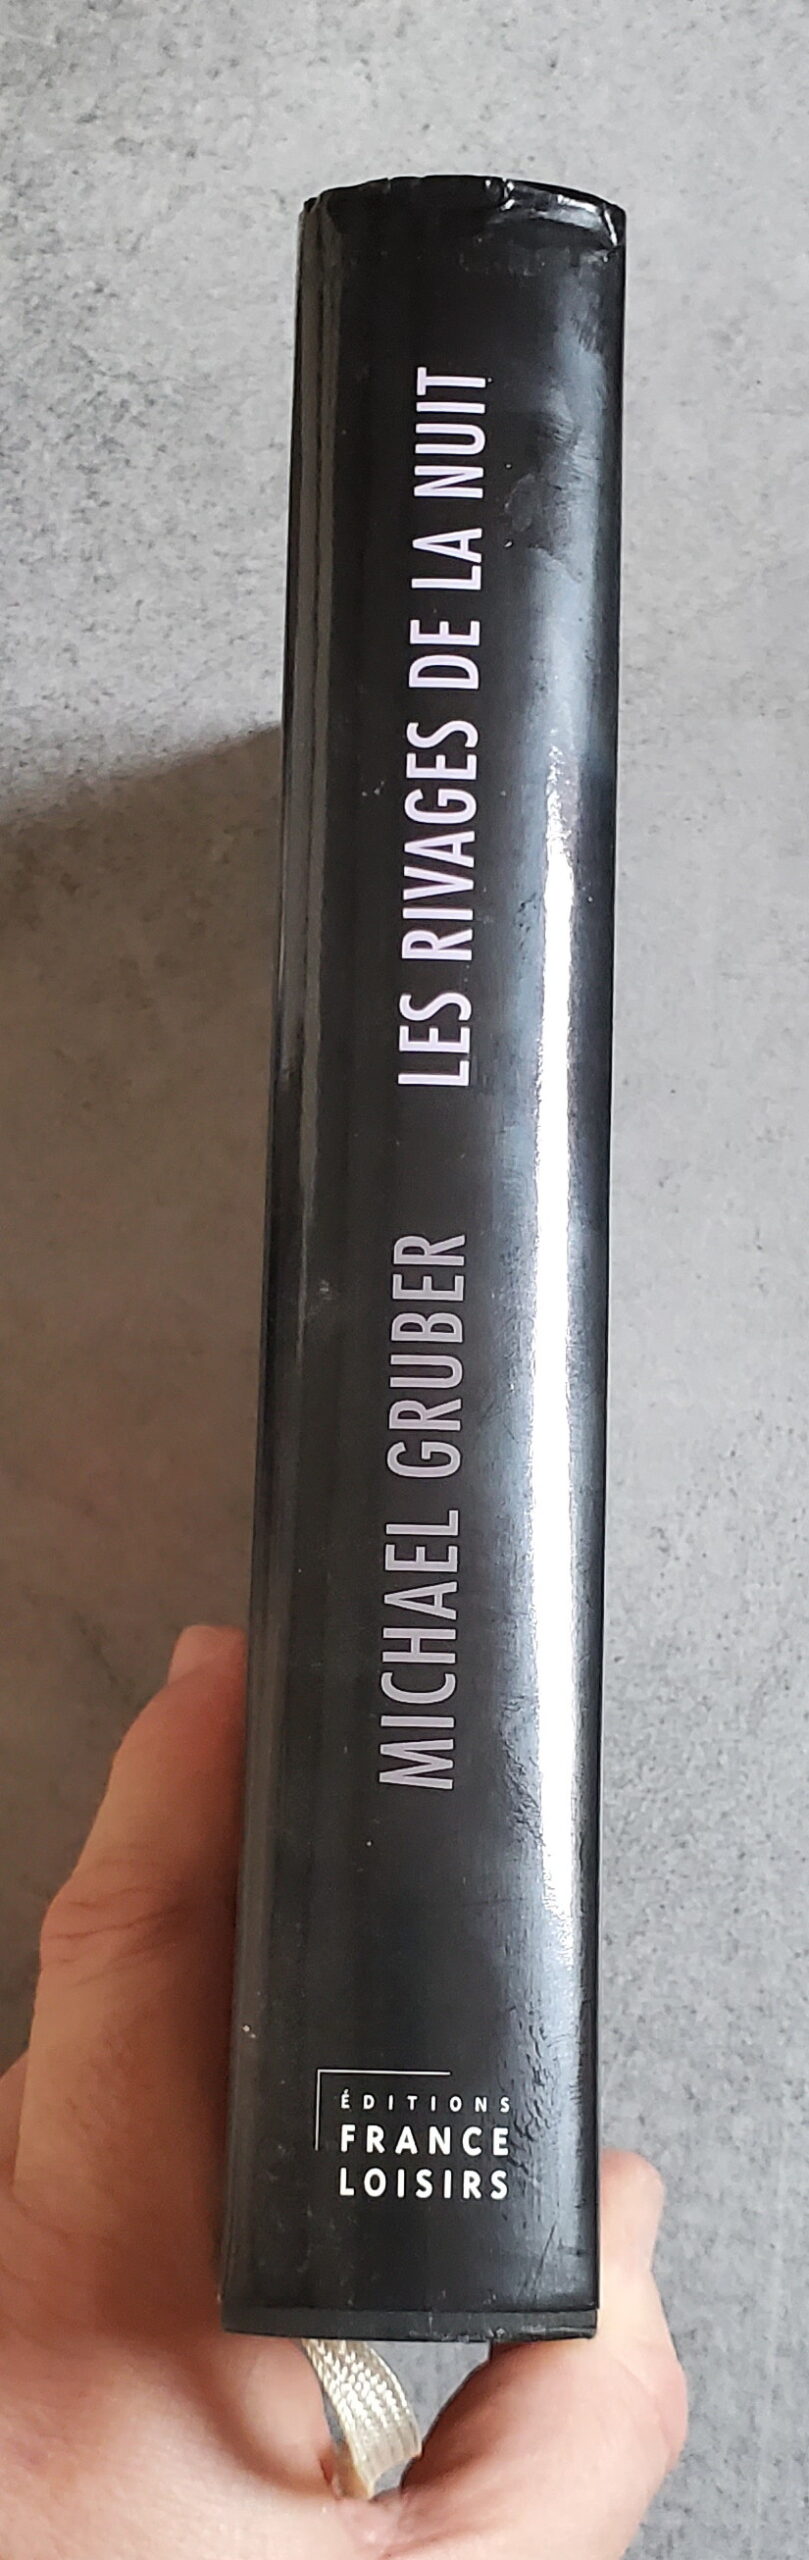 MICHAEL GRUBER LES RIVAGES DE LA NUIT
ÉDITIONS
FRANCE
LOISIRS